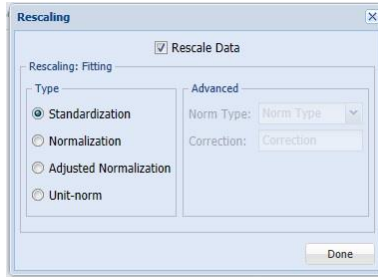 Rescaling
Rescale Data
Rescaling: Fitting
Type
Standardization
Normalization
Adjusted Normalization
Unit-norm
Advanced
Norm Type: Norm Type
Correction: Correction
Done